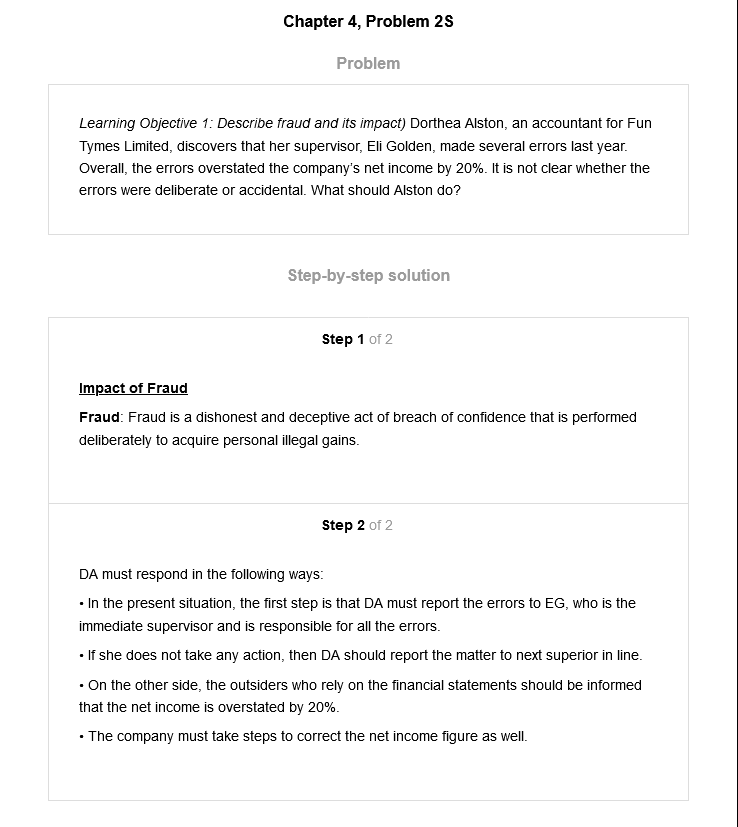 Chapter 4, Problem 2S
Problem
Learning Objective 1: Describe fraud and its impact) Dorthea Alston, an accountant for Fun
Tymes Limited, discovers that her supervisor, Eli Golden, made several errors last year.
Overall, the errors overstated the company's net income by 20%. It is not clear whether the
errors were deliberate or accidental. What should Alston do?
Step-by-step solution
Step 1 of 2
Impact of Fraud
Fraud: Fraud is a dishonest and deceptive act of breach of confidence that is performed
deliberately to acquire personal illegal gains.
Step 2 of 2
DA must respond in the following ways:
• In the present situation, the first step is that DA must report the errors to EG, who is the
immediate supervisor and is responsible for all the errors.
• If she does not take any action, then DA should report the matter to next superior in line.
• On the other side, the outsiders who rely on the financial statements should be informed
that the net income is overstated by 20%.
• The company must take steps to correct the net income figure as well.